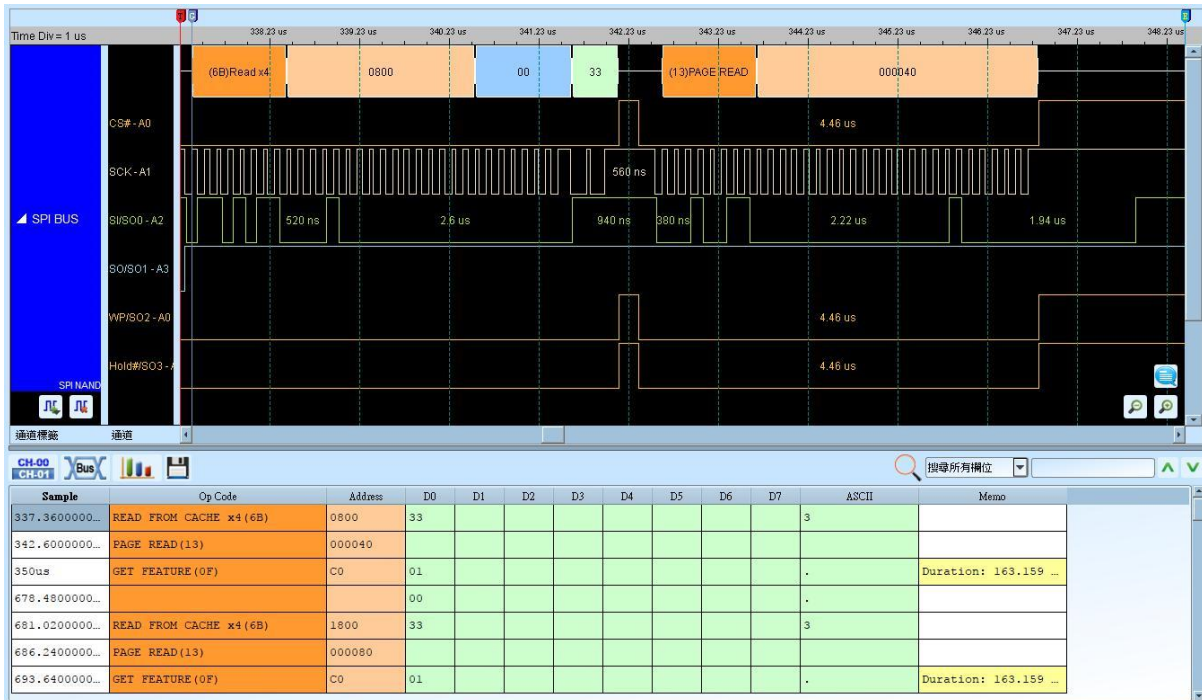 T C E
Time Div = 1 us 338.23 us 339.23 us 340.23 us 341.23 us 342.23 us 343.23 us 344.23 us 345.23 us 346.23 us 347.23 us 348.23 us
(6B)Read x4 0800 00 33 (13)PAGE READ 000040
CS# - A0 4.46 us
SCK - A1 560 ns
SPI BUS SI/SO0 - A2 520 ns 2.6 us 940 ns 380 ns 2.22 us 1.94 us
SO/SO1 - A3
WP/SO2 - A0 4.46 us
Hold#/SO3 - 4.46 us
SPI NAND
通道標籤 通道
CH-00
CH-01 Bus 搜尋所有欄位
Sample Op Code Address D0 D1 D2 D3 D4 D5 D6 D7 ASCII Memo
337.3600000... READ FROM CACHE x4(6B) 0800 33 3
342.6000000... PAGE READ(13) 000040
350us GET FEATURE(0F) C0 01 . Duration: 163.159 ...
678.4800000... 00 .
681.0200000... READ FROM CACHE x4(6B) 1800 33 3
686.2400000... PAGE READ(13) 000080
693.6400000... GET FEATURE(0F) C0 01 . Duration: 163.159 ...